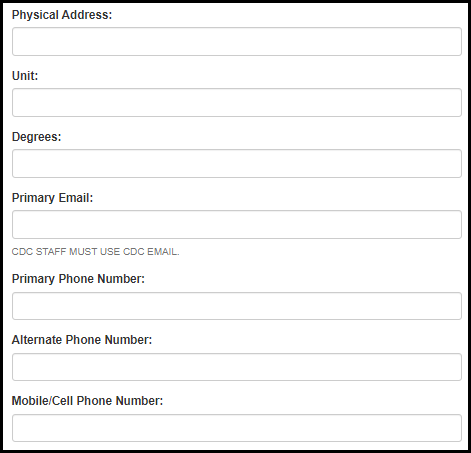 Physical Address:
Unit:
Degrees:
Primary Email:
CDC STAFF MUST USE CDC EMAIL.
Primary Phone Number:
Alternate Phone Number:
Mobile/Cell Phone Number: